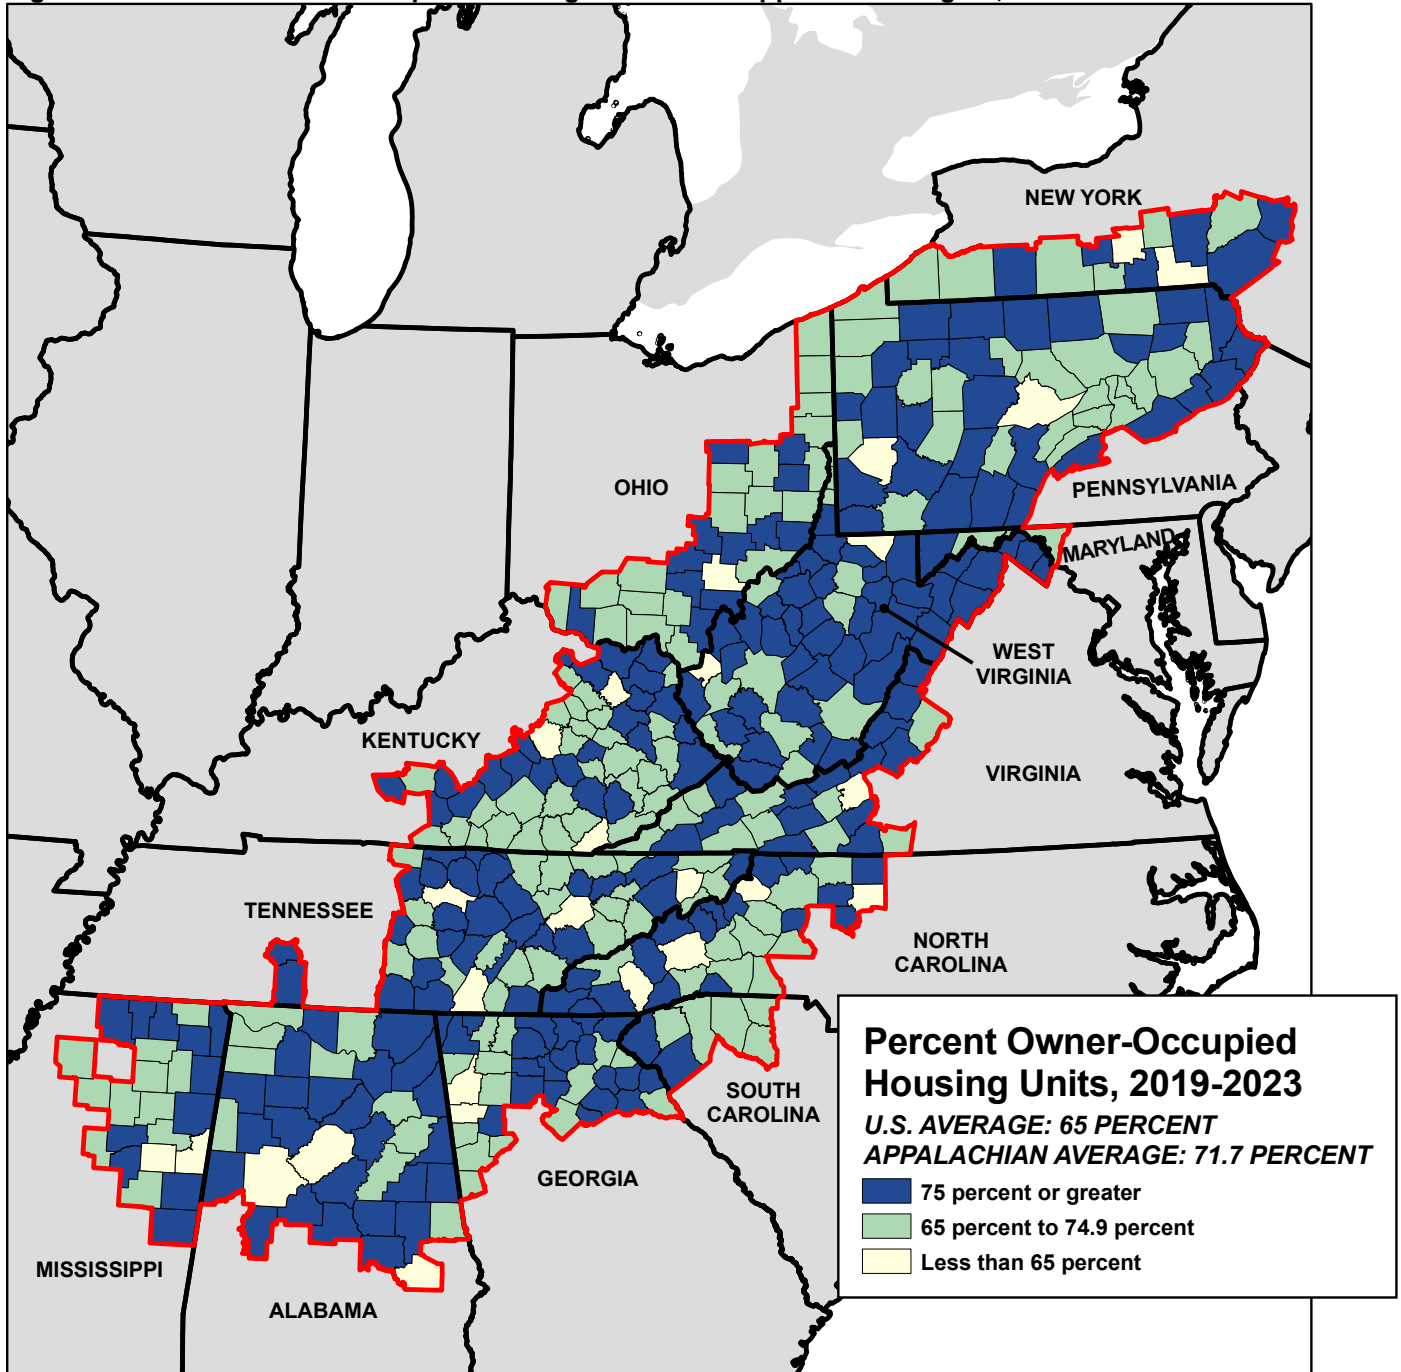 NEW YORK
PENNSYLVANIA
OHIO
MARYLAND
WEST
VIRGINIA
KENTUCKY
VIRGINIA
TENNESSEE
NORTH
CAROLINA
SOUTH
CAROLINA
GEORGIA
MISSISSIPPI
ALABAMA
Percent Owner-Occupied
Housing Units, 2019-2023
U.S. AVERAGE: 65 PERCENT
APPALACHIAN AVERAGE: 71.7 PERCENT
75 percent or greater
65 percent to 74.9 percent
Less than 65 percent